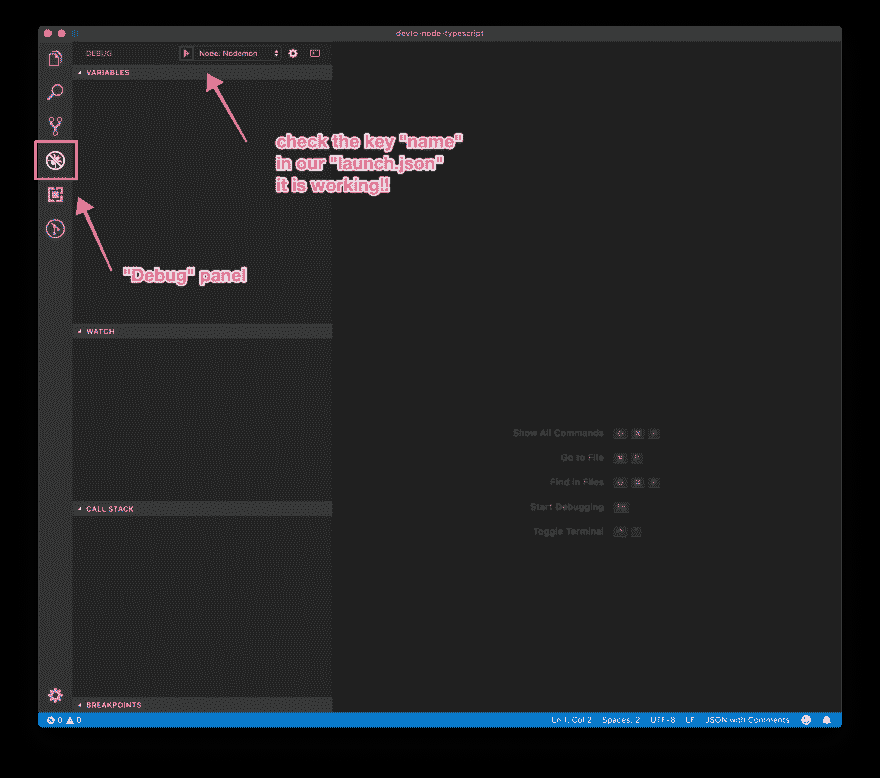 devto-node-typescript
DEBUG
Node: Nodemon
VARIABLES
check the key "name"
in our "launch.json"
it is working!!
"Debug" panel
WATCH
Show All Commands
Go to File
Find in Files
Start Debugging
Toggle Terminal
CALL STACK
BREAKPOINTS
0 0 Ln 1, Col 2 Spaces: 2 UTF-8 LF JSON with Comments